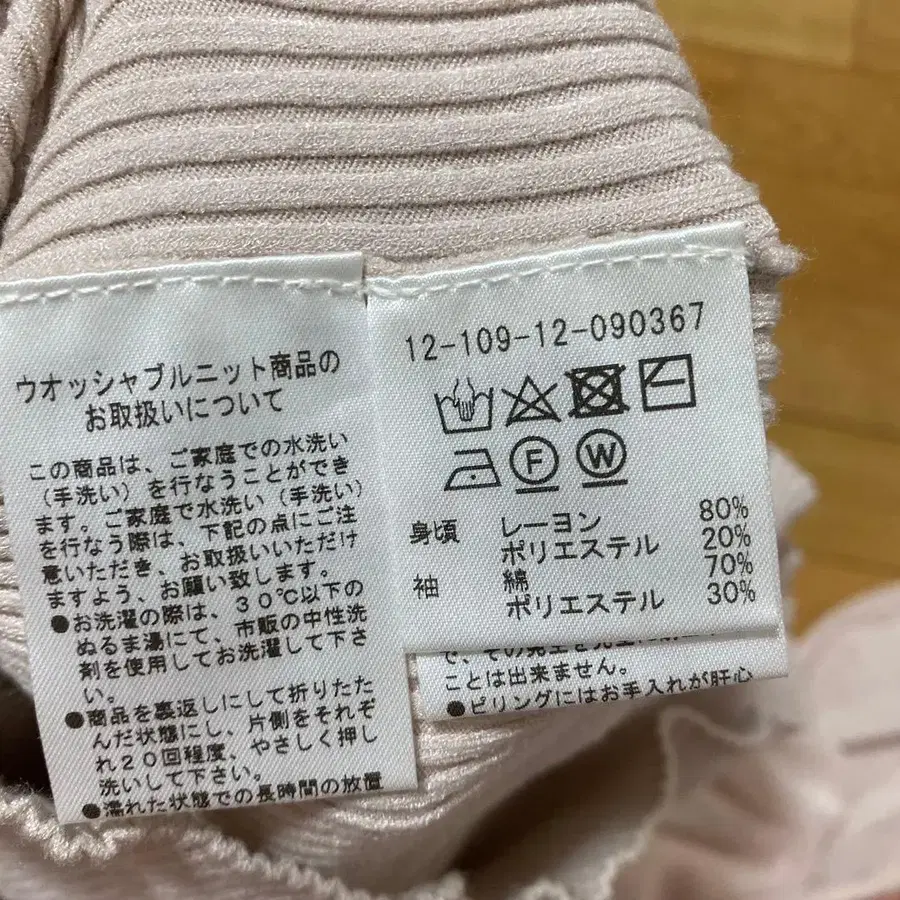 ウオッシャブルニット商品の
お取扱いについて
この商品は、ご家庭での水洗い
（手洗い）を行なうことができ
ます。ご家庭で水洗い（手洗い）
を行なう際は、下記の点にご注
意いただき、お取扱いいただけ
ますよう、お願い致します。
●お洗濯の際は、３０℃以下の
ぬるま湯にて、市販の中性洗
剤を使用してお洗濯して下さ
い。
●商品を裏返しにして折りたた
んだ状態にし、片側をそれぞ
れ２０回程度、やさしく押し
洗いして下さい。
●濡れた状態での長時間の放置
12-109-12-090367
F
W
身頃 レーヨン 80%
ポリエステル 20%
袖 綿 70%
ポリエステル 30%
ことは出来ません。
●ピリングにはお手入れが肝心